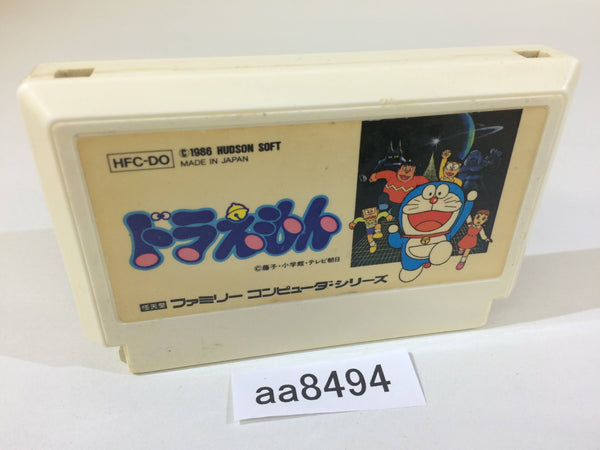 HFC-DO
©1986 HUDSON SOFT
MADE IN JAPAN
ドラえもん
©藤子・小学館・テレビ朝日
任天堂 ファミリー コンピュータ・シリーズ
aa8494